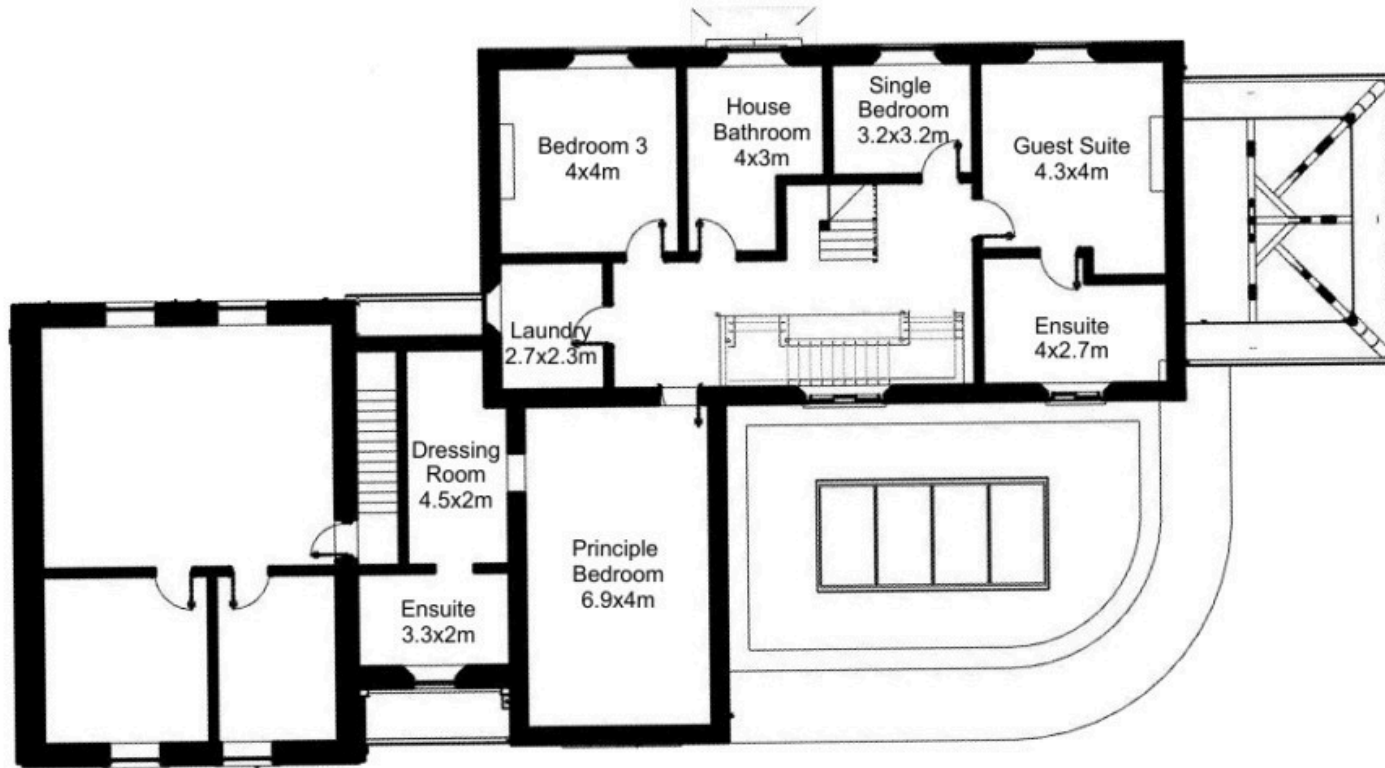 Bedroom 3
4x4m
House
Bathroom
4x3m
Single
Bedroom
3.2x3.2m
Guest Suite
4.3x4m
Laundry
2.7x2.3m
Ensuite
4x2.7m
Dressing
Room
4.5x2m
Principle
Bedroom
6.9x4m
Ensuite
3.3x2m